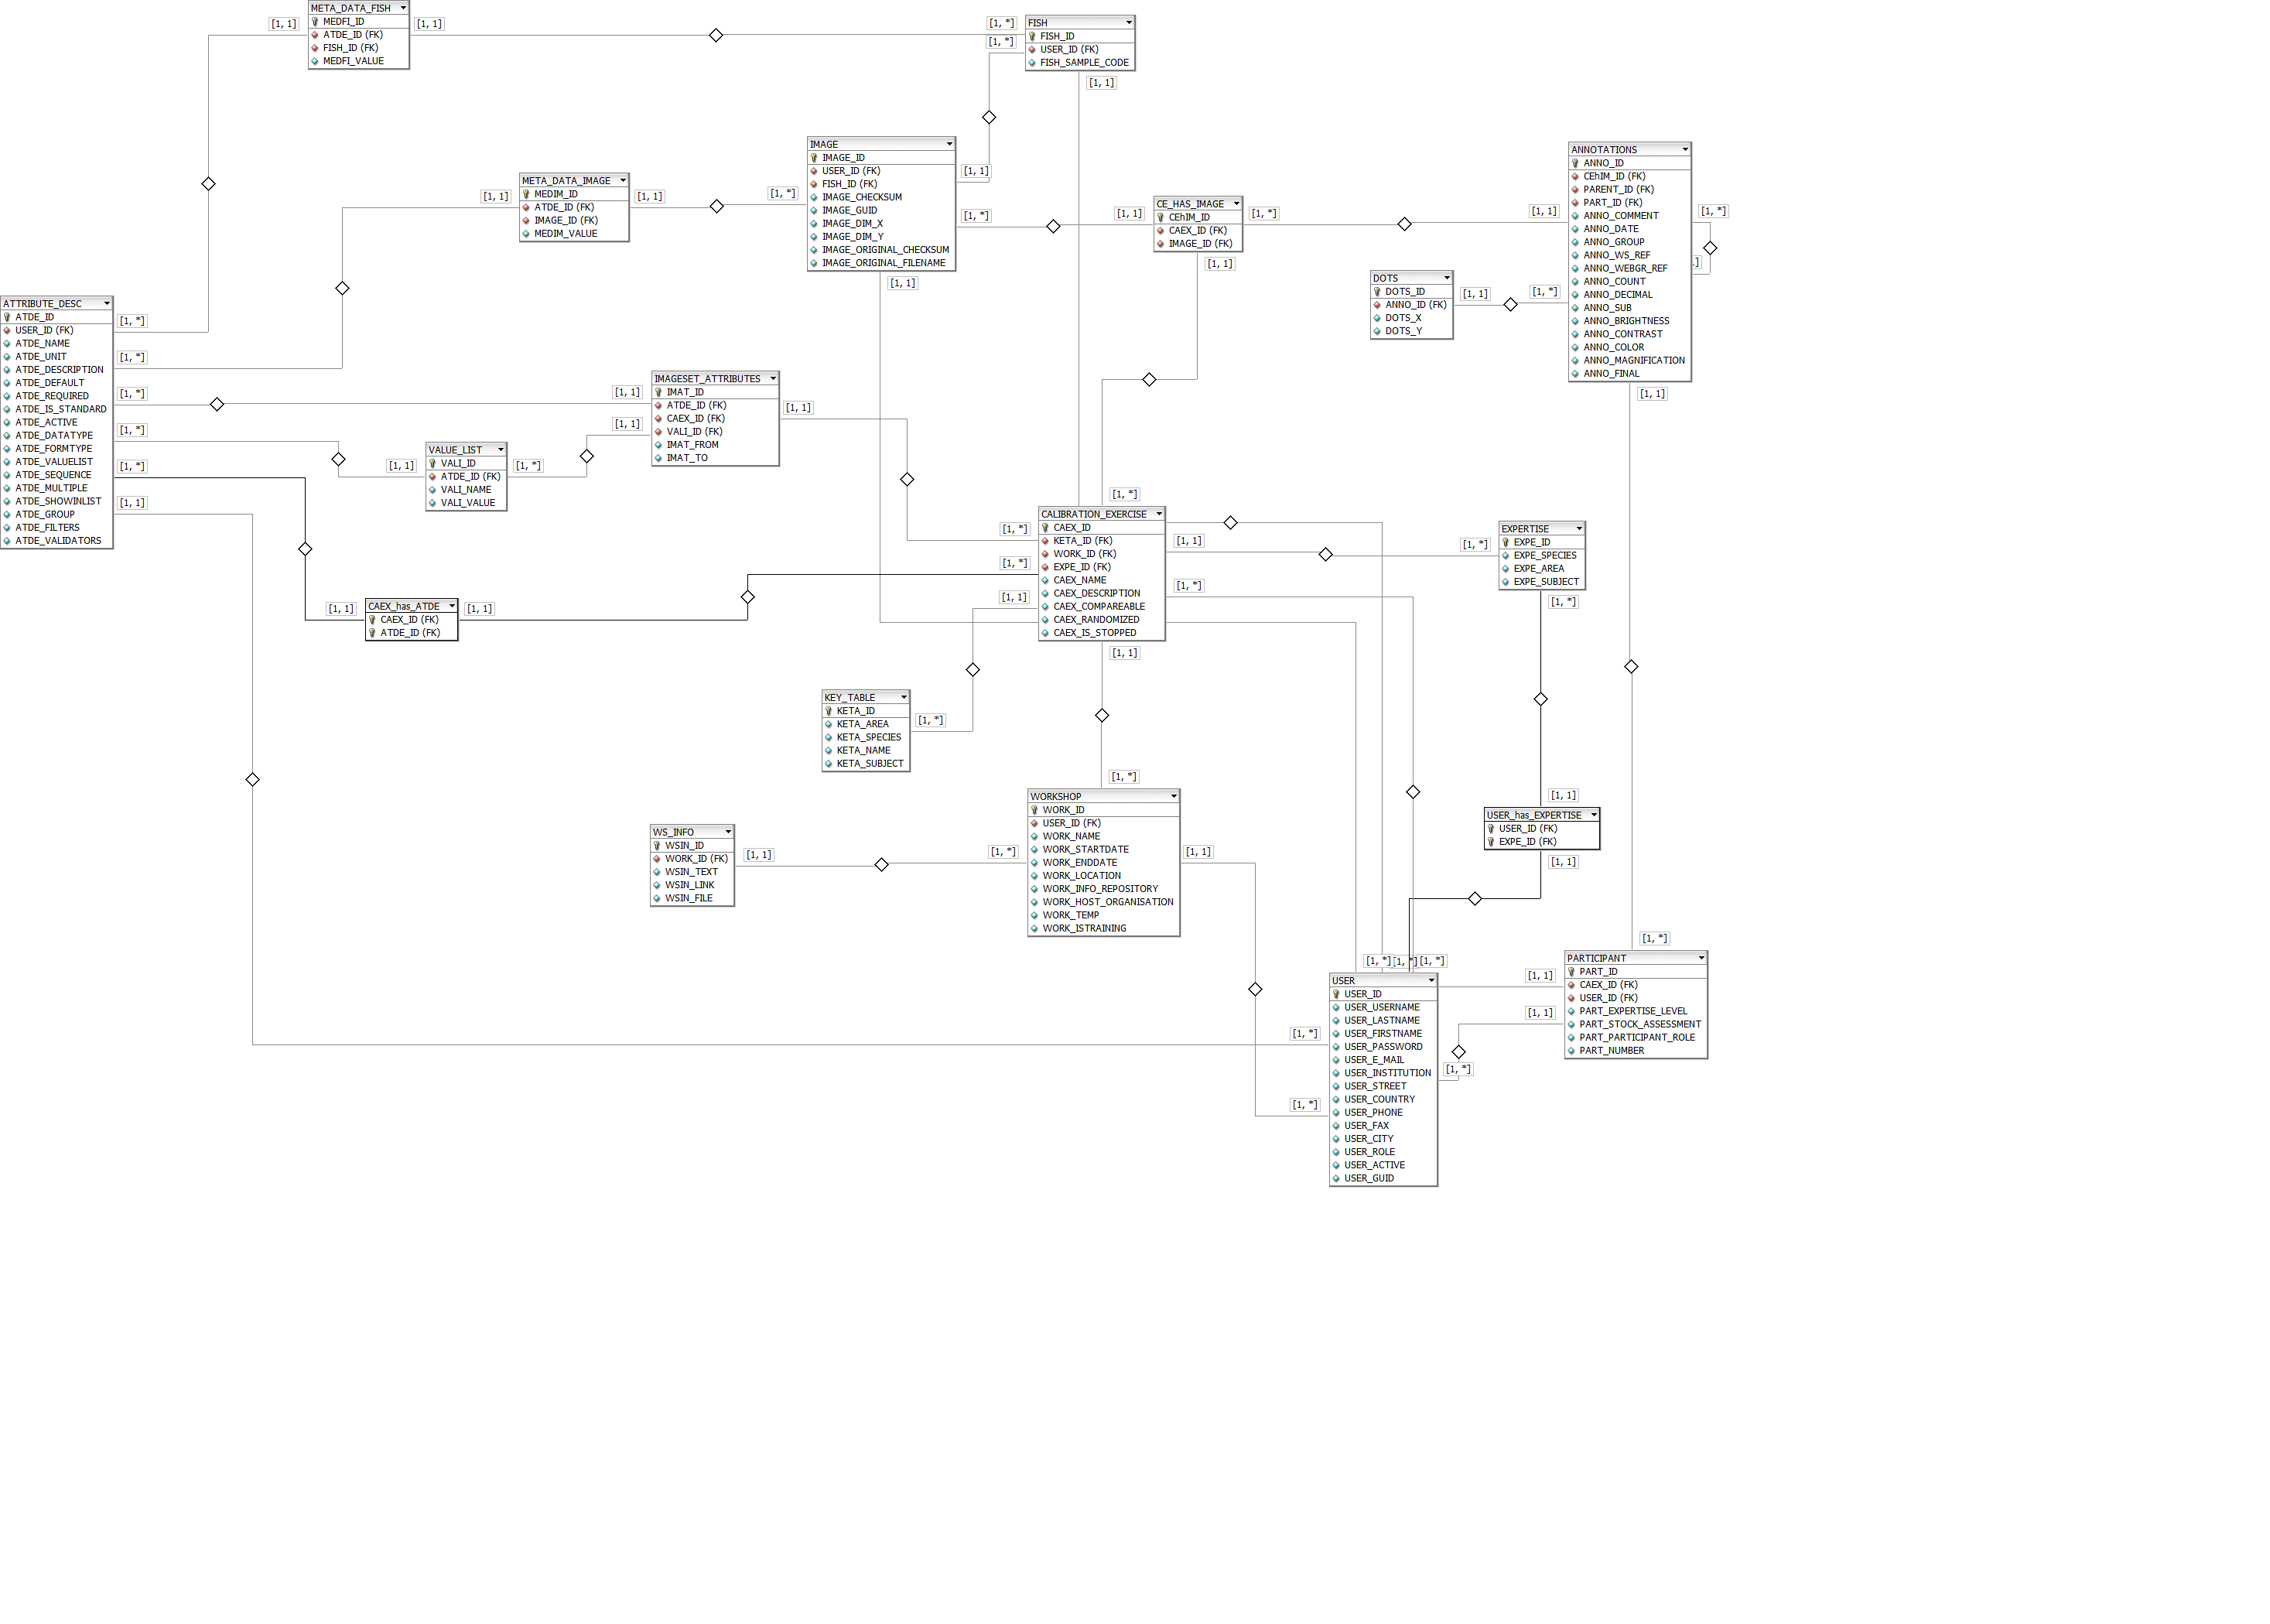 META_DATA_FISH
MEDFI_ID
ATDE_ID (FK)
FISH_ID (FK)
MEDFI_VALUE
[1, 1]
[1, 1]
[1, *]
[1, *]
FISH
FISH_ID
USER_ID (FK)
FISH_SAMPLE_CODE
[1, 1]
IMAGE
IMAGE_ID
USER_ID (FK)
FISH_ID (FK)
IMAGE_CHECKSUM
IMAGE_GUID
IMAGE_DIM_X
IMAGE_DIM_Y
IMAGE_ORIGINAL_CHECKSUM
IMAGE_ORIGINAL_FILENAME
[1, *]
[1, 1]
[1, *]
[1, 1]
META_DATA_IMAGE
MEDIM_ID
ATDE_ID (FK)
IMAGE_ID (FK)
MEDIM_VALUE
[1, 1]
[1, 1]
CE_HAS_IMAGE
CEhIM_ID
CAEX_ID (FK)
IMAGE_ID (FK)
[1, 1]
[1, *]
[1, 1]
ANNOTATIONS
ANNO_ID
CEhIM_ID (FK)
PARENT_ID (FK)
PART_ID (FK)
ANNO_COMMENT
ANNO_DATE
ANNO_GROUP
ANNO_WS_REF
ANNO_WEBGR_REF
ANNO_COUNT
ANNO_DECIMAL
ANNO_SUB
ANNO_BRIGHTNESS
ANNO_CONTRAST
ANNO_COLOR
ANNO_MAGNIFICATION
ANNO_FINAL
[1, 1]
[1, *]
[1, *]
[1, 1]
DOTS
DOTS_ID
ANNO_ID (FK)
DOTS_X
DOTS_Y
[1, 1]
ATTRIBUTE_DESC
ATDE_ID
USER_ID (FK)
ATDE_NAME
ATDE_UNIT
ATDE_DESCRIPTION
ATDE_DEFAULT
ATDE_REQUIRED
ATDE_IS_STANDARD
ATDE_ACTIVE
ATDE_DATATYPE
ATDE_FORMTYPE
ATDE_VALUELIST
ATDE_SEQUENCE
ATDE_MULTIPLE
ATDE_SHOWINLIST
ATDE_GROUP
ATDE_FILTERS
ATDE_VALIDATORS
[1, *]
[1, *]
[1, *]
[1, *]
[1, *]
[1, 1]
IMAGESET_ATTRIBUTES
IMAT_ID
ATDE_ID (FK)
CAEX_ID (FK)
VALI_ID (FK)
IMAT_FROM
IMAT_TO
[1, 1]
[1, 1]
[1, 1]
VALUE_LIST
VALI_ID
ATDE_ID (FK)
VALI_NAME
VALI_VALUE
[1, 1]
[1, *]
CALIBRATION_EXERCISE
CAEX_ID
KETA_ID (FK)
WORK_ID (FK)
EXPE_ID (FK)
CAEX_NAME
CAEX_DESCRIPTION
CAEX_COMPAREABLE
CAEX_RANDOMIZED
CAEX_IS_STOPPED
[1, *]
[1, *]
[1, *]
[1, 1]
[1, 1]
[1, *]
[1, 1]
EXPERTISE
EXPE_ID
EXPE_SPECIES
EXPE_AREA
EXPE_SUBJECT
[1, *]
[1, *]
CAEX_has_ATDE
CAEX_ID (FK)
ATDE_ID (FK)
[1, 1]
[1, 1]
KEY_TABLE
KETA_ID
KETA_AREA
KETA_SPECIES
KETA_NAME
KETA_SUBJECT
[1, *]
WORKSHOP
WORK_ID
USER_ID (FK)
WORK_NAME
WORK_STARTDATE
WORK_ENDDATE
WORK_LOCATION
WORK_INFO_REPOSITORY
WORK_HOST_ORGANISATION
WORK_TEMP
WORK_ISTRAINING
[1, *]
[1, *]
[1, 1]
WS_INFO
WSIN_ID
WORK_ID (FK)
WSIN_TEXT
WSIN_LINK
WSIN_FILE
[1, 1]
USER_has_EXPERTISE
USER_ID (FK)
EXPE_ID (FK)
[1, 1]
[1, 1]
USER
USER_ID
USER_USERNAME
USER_LASTNAME
USER_FIRSTNAME
USER_PASSWORD
USER_E_MAIL
USER_INSTITUTION
USER_STREET
USER_COUNTRY
USER_PHONE
USER_FAX
USER_CITY
USER_ROLE
USER_ACTIVE
USER_GUID
[1, *]
[1, *]
[1, *]
[1, *]
[1, *]
[1, *]
PARTICIPANT
PART_ID
CAEX_ID (FK)
USER_ID (FK)
PART_EXPERTISE_LEVEL
PART_STOCK_ASSESSMENT
PART_PARTICIPANT_ROLE
PART_NUMBER
[1, *]
[1, 1]
[1, 1]